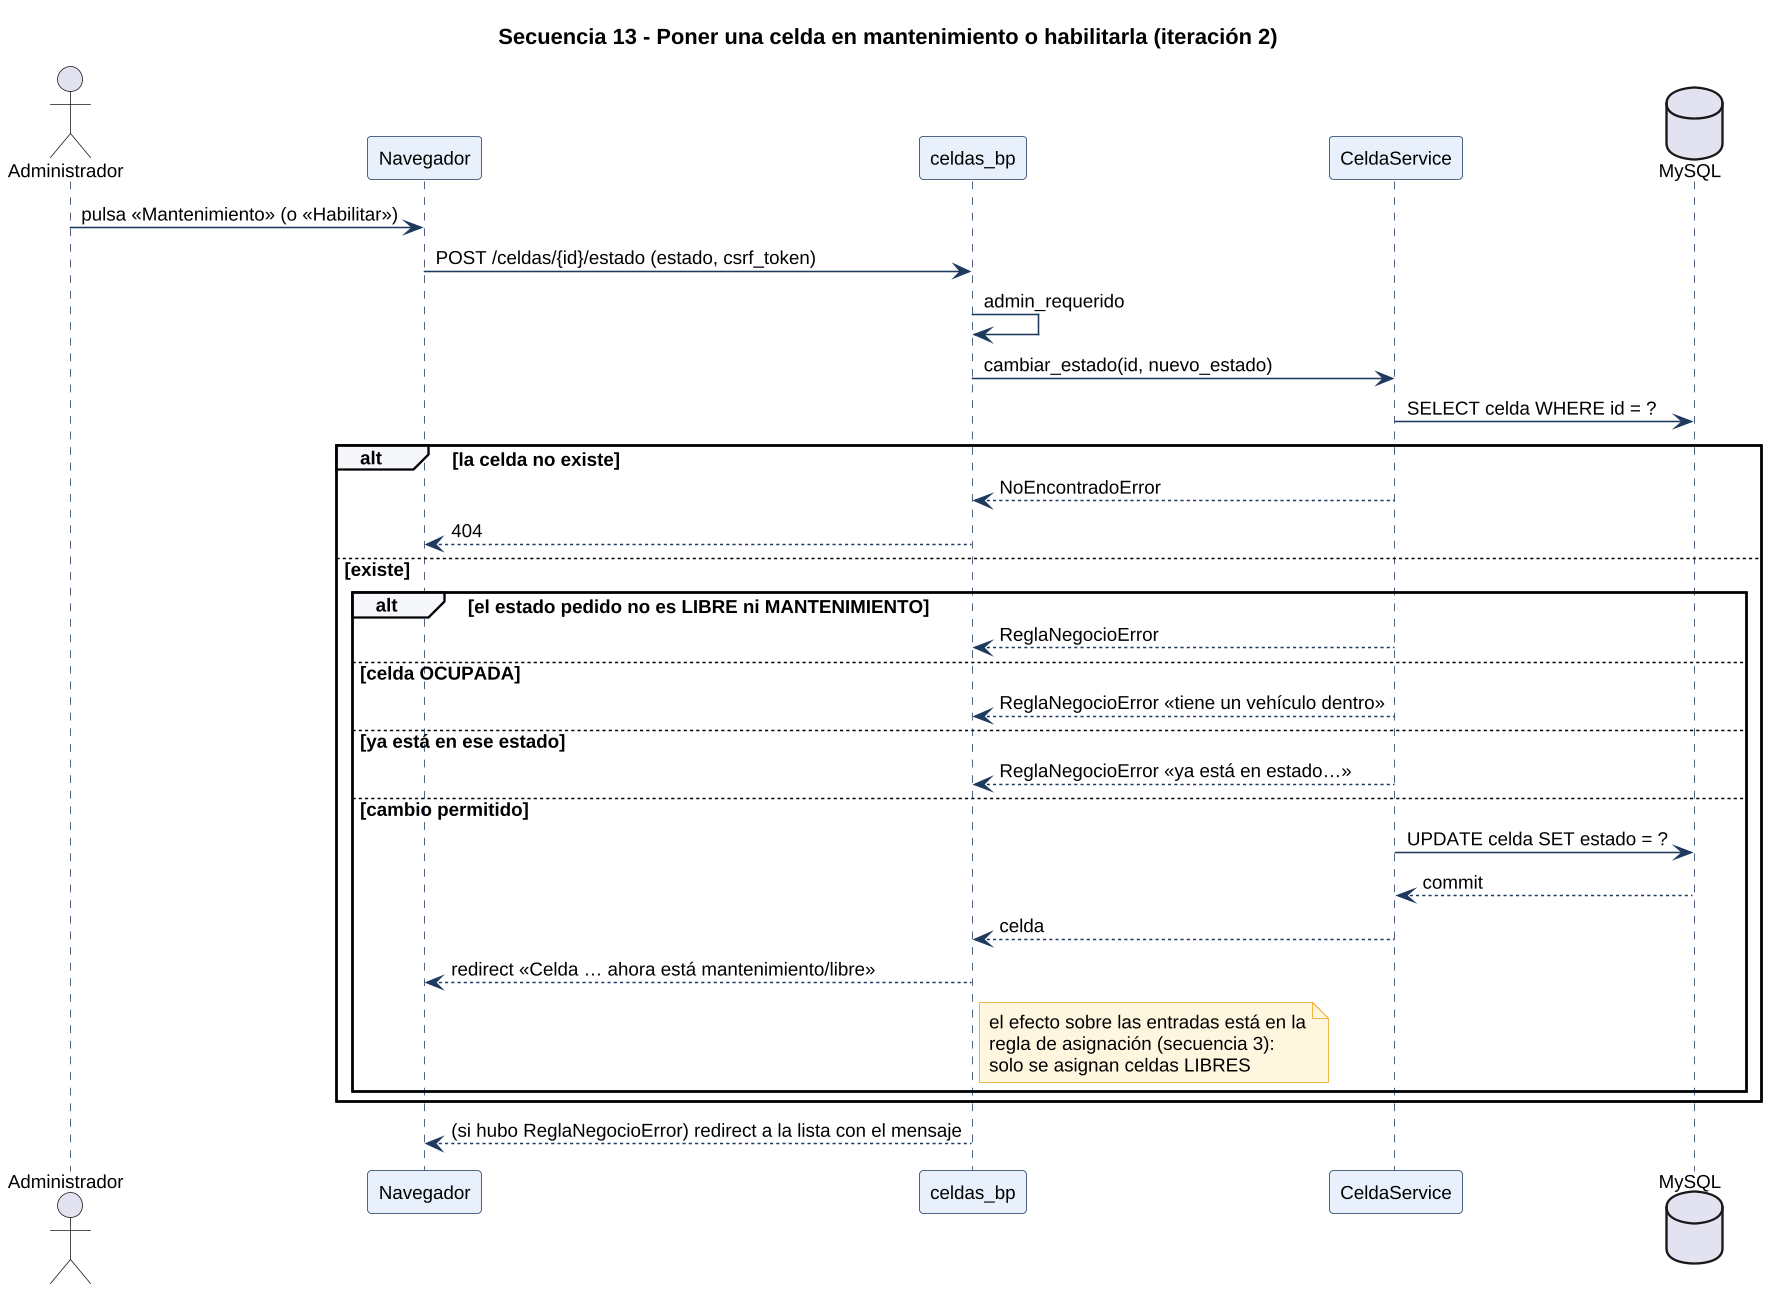 Secuencia 13 - Poner una celda en mantenimiento o habilitarla (iteración 2)
Administrador
Navegador
celdas_bp
CeldaService
MySQL
pulsa «Mantenimiento» (o «Habilitar»)
POST /celdas/{id}/estado (estado, csrf_token)
admin_requerido
cambiar_estado(id, nuevo_estado)
SELECT celda WHERE id = ?
alt [la celda no existe]
NoEncontradoError
404
[existe]
alt [el estado pedido no es LIBRE ni MANTENIMIENTO]
ReglaNegocioError
[celda OCUPADA]
ReglaNegocioError «tiene un vehículo dentro»
[ya está en ese estado]
ReglaNegocioError «ya está en estado…»
[cambio permitido]
UPDATE celda SET estado = ?
commit
celda
redirect «Celda … ahora está mantenimiento/libre»
el efecto sobre las entradas está en la
regla de asignación (secuencia 3):
solo se asignan celdas LIBRES
(si hubo ReglaNegocioError) redirect a la lista con el mensaje
Administrador
Navegador
celdas_bp
CeldaService
MySQL